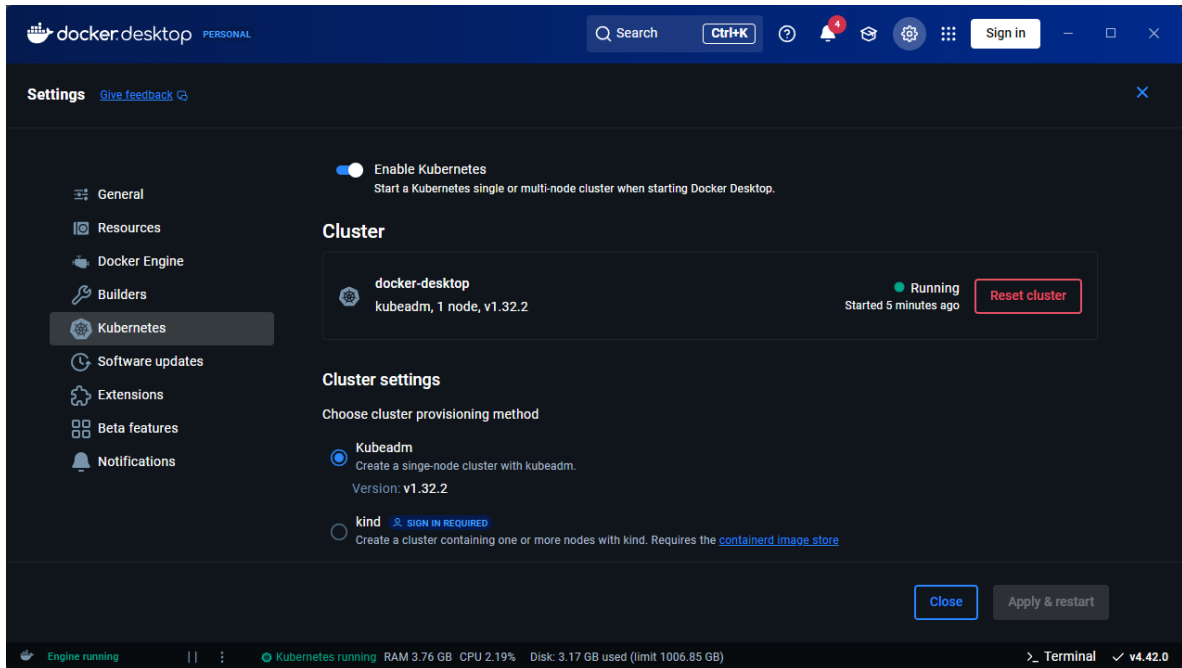 docker.desktop PERSONAL
Search Ctrl+K
4
Sign in
Settings Give feedback
General
Resources
Docker Engine
Builders
Kubernetes
Software updates
Extensions
Beta features
Notifications
Enable Kubernetes
Start a Kubernetes single or multi-node cluster when starting Docker Desktop.
Cluster
docker-desktop
kubeadm, 1 node, v1.32.2
Running
Started 5 minutes ago
Reset cluster
Cluster settings
Choose cluster provisioning method
Kubeadm
Create a singe-node cluster with kubeadm.
Version: v1.32.2
kind SIGN IN REQUIRED
Create a cluster containing one or more nodes with kind. Requires the containerd image store
Close Apply & restart
Engine running Kubernetes running RAM 3.76 GB CPU 2.19% Disk: 3.17 GB used (limit 1006.85 GB) >_ Terminal v4.42.0